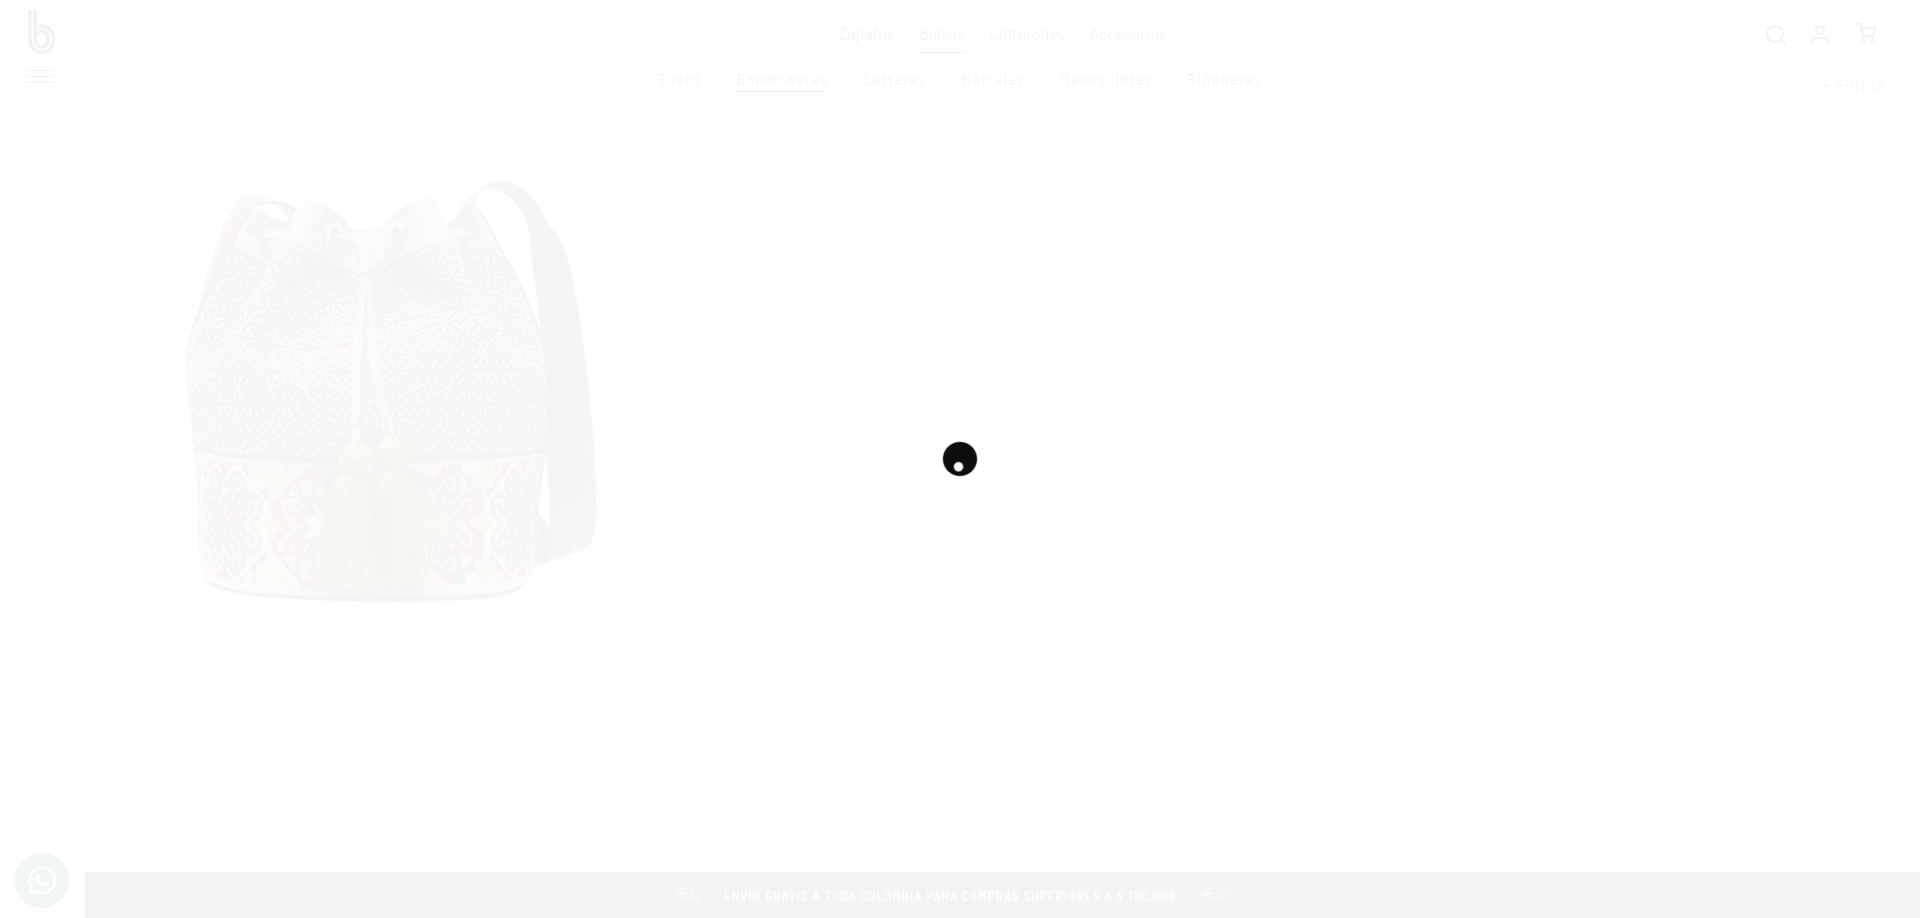 b
Zapatos Bolsos Cinturones Accesorios
Todos Bomboneras Carteras Morrales Manos libres Riñoneras
+ Filtros
ENVÍO GRATIS A TODA COLOMBIA PARA COMPRAS SUPERIORES A $ 100.000